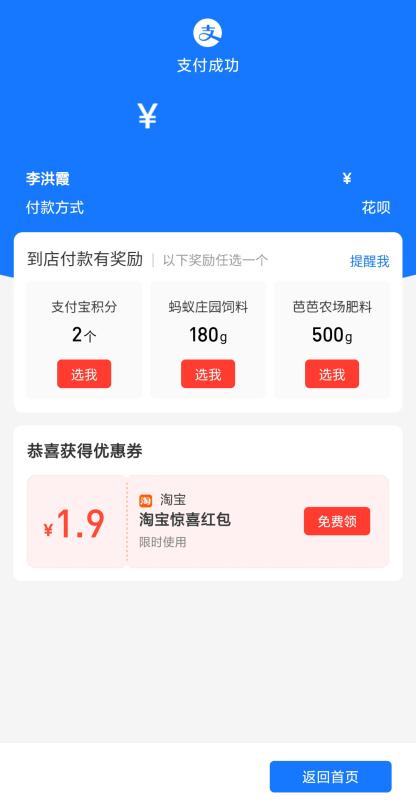 支
支付成功
¥
李洪霞 ¥
付款方式 花呗
到店付款有奖励 | 以下奖励任选一个 提醒我
支付宝积分 蚂蚁庄园饲料 芭芭农场肥料
2个 180g 500g
选我 选我 选我
恭喜获得优惠券
淘 淘宝
¥1.9 淘宝惊喜红包 免费领
限时使用
返回首页